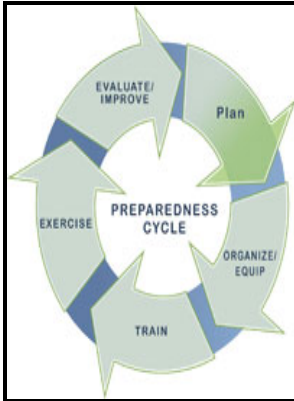 EVALUATE/
IMPROVE
Plan
PREPAREDNESS
CYCLE
EXERCISE
ORGANIZE/
EQUIP
TRAIN